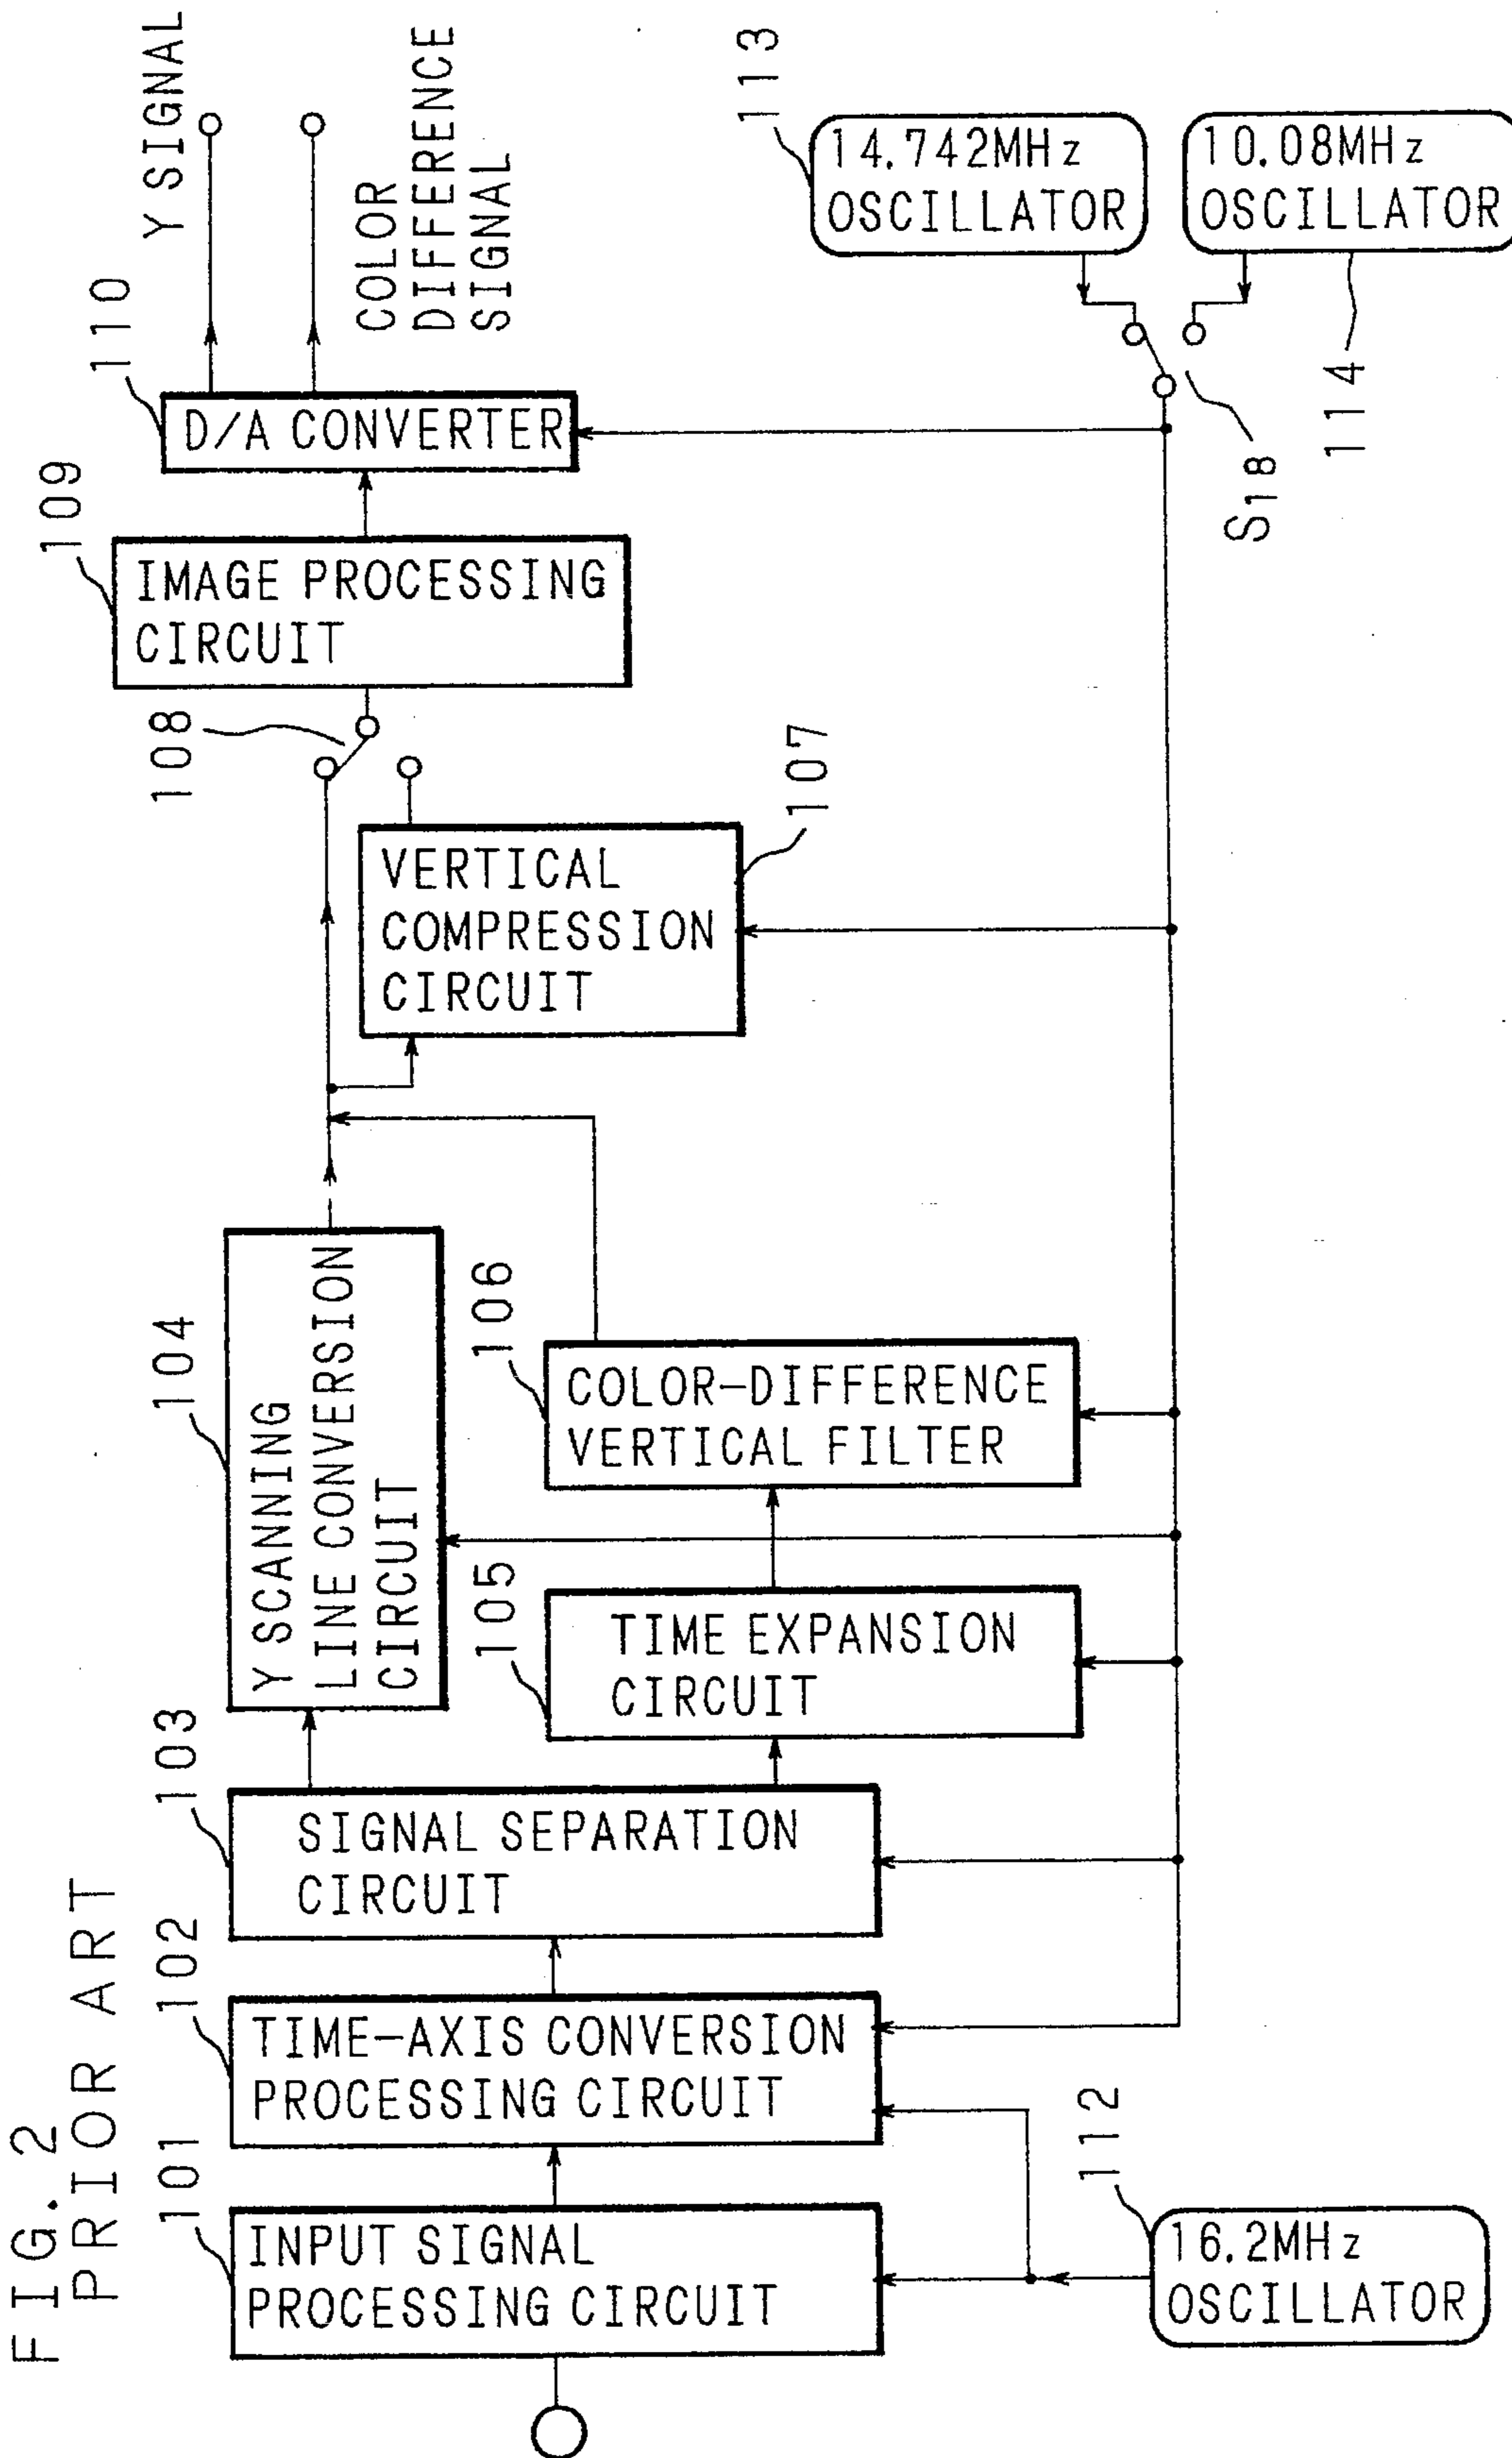 FIG. 2
PRIOR ART
101
INPUT SIGNAL
PROCESSING CIRCUIT
102
TIME-AXIS CONVERSION
PROCESSING CIRCUIT
103
SIGNAL SEPARATION
CIRCUIT
104
Y SCANNING
LINE CONVERSION
CIRCUIT
105
TIME EXPANSION
CIRCUIT
106
COLOR-DIFFERENCE
VERTICAL FILTER
107
VERTICAL
COMPRESSION
CIRCUIT
108
109
IMAGE PROCESSING
CIRCUIT
110
D/A CONVERTER
Y SIGNAL
COLOR
DIFFERENCE
SIGNAL
112
16.2MHz
OSCILLATOR
113
14.742MHz
OSCILLATOR
10.08MHz
OSCILLATOR
114
S18